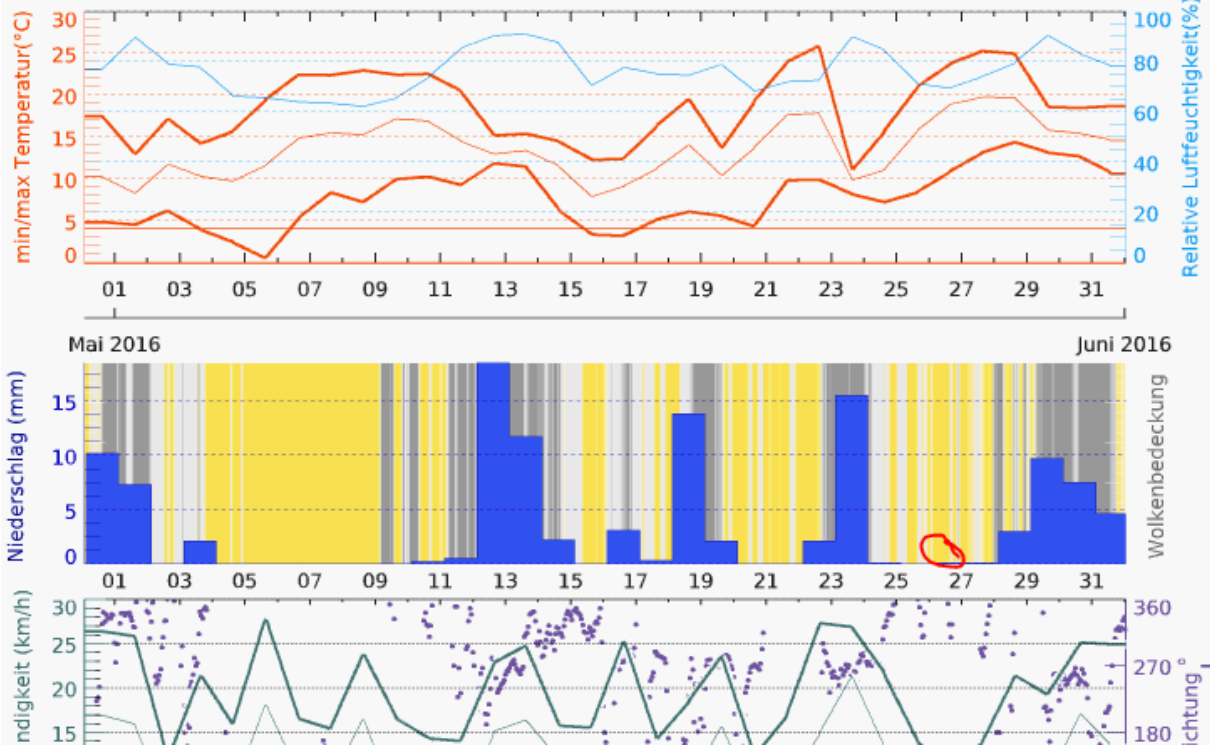 min/max Temperatur(°C)
30
25
20
15
10
5
0
100
80
60
40
20
0
Relative Luftfeuchtigkeit(%)
01 03 05 07 09 11 13 15 17 19 21 23 25 27 29 31
Mai 2016 Juni 2016
Niederschlag (mm)
15
10
5
0
Wolkenbedeckung
01 03 05 07 09 11 13 15 17 19 21 23 25 27 29 31
ndigkeit (km/h)
30
25
20
15
360
270
180
ichtung °